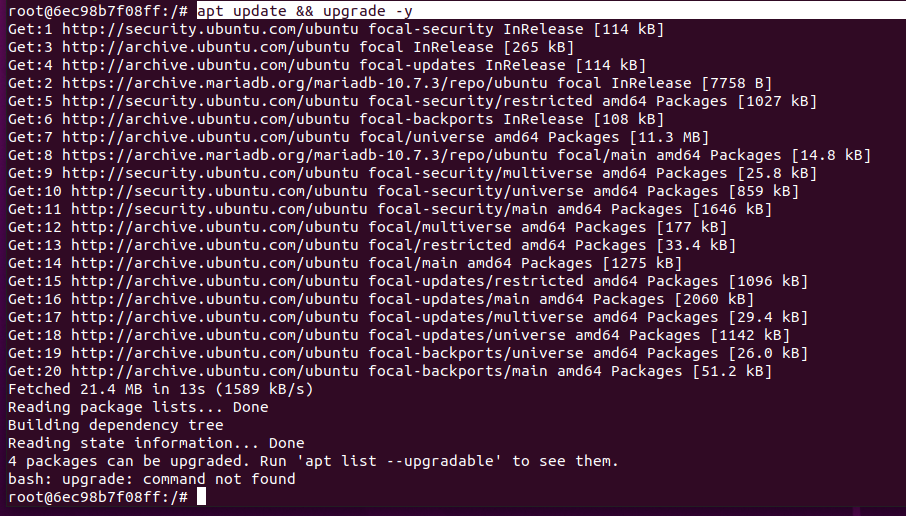 root@6ec98b7f08ff:/# apt update && upgrade -y
Get:1 http://security.ubuntu.com/ubuntu focal-security InRelease [114 kB]
Get:3 http://archive.ubuntu.com/ubuntu focal InRelease [265 kB]
Get:4 http://archive.ubuntu.com/ubuntu focal-updates InRelease [114 kB]
Get:2 https://archive.mariadb.org/mariadb-10.7.3/repo/ubuntu focal InRelease [7758 B]
Get:5 http://security.ubuntu.com/ubuntu focal-security/restricted amd64 Packages [1027 kB]
Get:6 http://archive.ubuntu.com/ubuntu focal-backports InRelease [108 kB]
Get:7 http://archive.ubuntu.com/ubuntu focal/universe amd64 Packages [11.3 MB]
Get:8 https://archive.mariadb.org/mariadb-10.7.3/repo/ubuntu focal/main amd64 Packages [14.8 kB]
Get:9 http://security.ubuntu.com/ubuntu focal-security/multiverse amd64 Packages [25.8 kB]
Get:10 http://security.ubuntu.com/ubuntu focal-security/universe amd64 Packages [859 kB]
Get:11 http://security.ubuntu.com/ubuntu focal-security/main amd64 Packages [1646 kB]
Get:12 http://archive.ubuntu.com/ubuntu focal/multiverse amd64 Packages [177 kB]
Get:13 http://archive.ubuntu.com/ubuntu focal/restricted amd64 Packages [33.4 kB]
Get:14 http://archive.ubuntu.com/ubuntu focal/main amd64 Packages [1275 kB]
Get:15 http://archive.ubuntu.com/ubuntu focal-updates/restricted amd64 Packages [1096 kB]
Get:16 http://archive.ubuntu.com/ubuntu focal-updates/main amd64 Packages [2060 kB]
Get:17 http://archive.ubuntu.com/ubuntu focal-updates/multiverse amd64 Packages [29.4 kB]
Get:18 http://archive.ubuntu.com/ubuntu focal-updates/universe amd64 Packages [1142 kB]
Get:19 http://archive.ubuntu.com/ubuntu focal-backports/universe amd64 Packages [26.0 kB]
Get:20 http://archive.ubuntu.com/ubuntu focal-backports/main amd64 Packages [51.2 kB]
Fetched 21.4 MB in 13s (1589 kB/s)
Reading package lists... Done
Building dependency tree
Reading state information... Done
4 packages can be upgraded. Run 'apt list --upgradable' to see them.
bash: upgrade: command not found
root@6ec98b7f08ff:/#